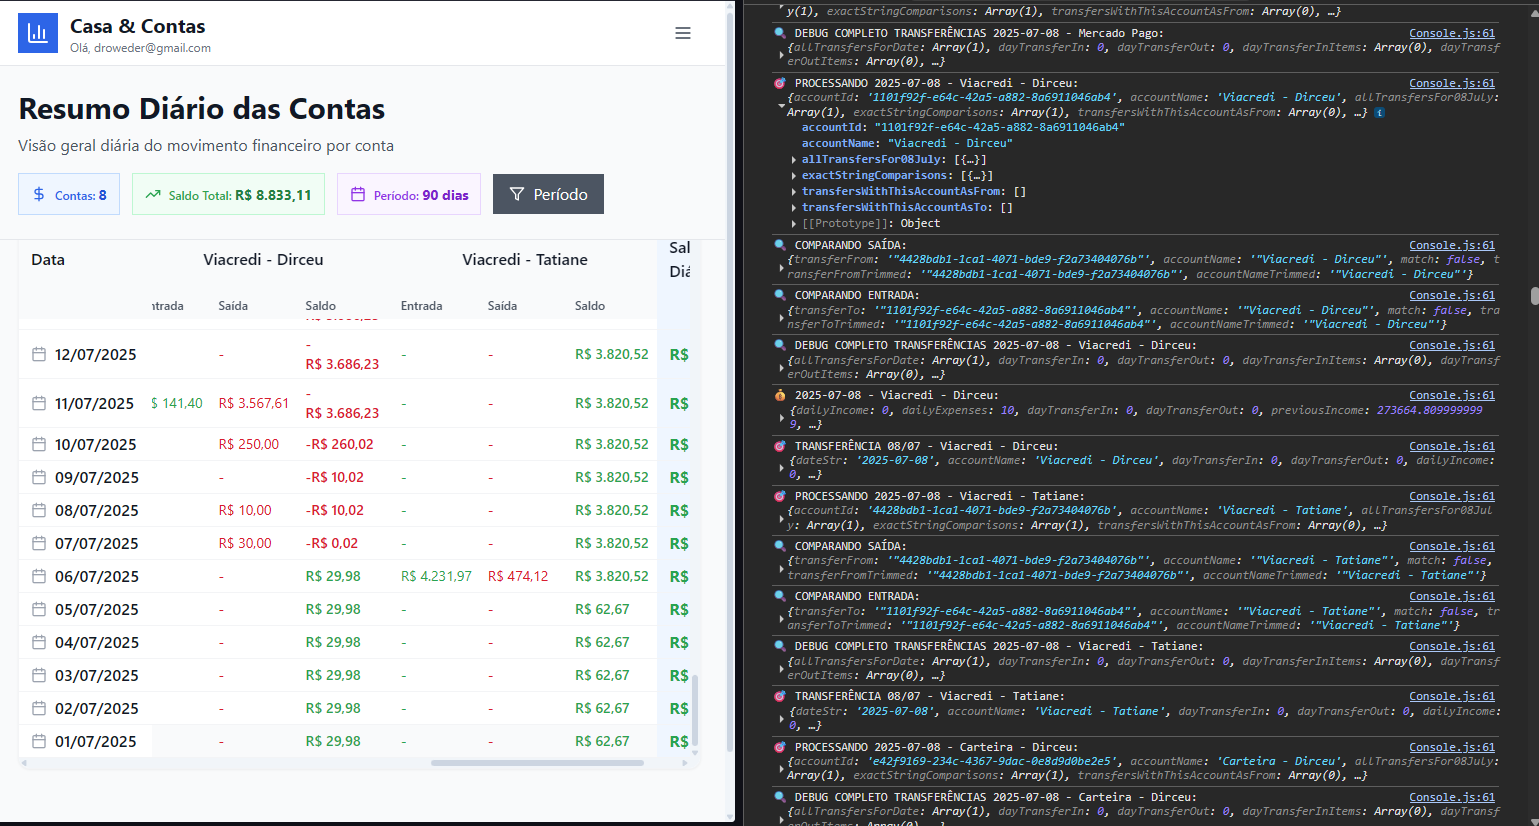 Casa & Contas
Olá, droweder@gmail.com
Resumo Diário das Contas
Visão geral diária do movimento financeiro por conta
Contas: 8
Saldo Total: R$ 8.833,11
Período: 90 dias
Período
Data Viacredi - Dirceu Viacredi - Tatiane Sal
Diá
ntrada Saída Saldo Entrada Saída Saldo
12/07/2025 - - R$ 3.686,23 - - R$ 3.820,52 R$
11/07/2025 $ 141,40 R$ 3.567,61 - R$ 3.686,23 - - R$ 3.820,52 R$
10/07/2025 R$ 250,00 -R$ 260,02 - - R$ 3.820,52 R$
09/07/2025 - -R$ 10,02 - - R$ 3.820,52 R$
08/07/2025 R$ 10,00 -R$ 10,02 - - R$ 3.820,52 R$
07/07/2025 R$ 30,00 -R$ 0,02 - - R$ 3.820,52 R$
06/07/2025 - R$ 29,98 R$ 4.231,97 R$ 474,12 R$ 3.820,52 R$
05/07/2025 - R$ 29,98 - - R$ 62,67 R$
04/07/2025 - R$ 29,98 - - R$ 62,67 R$
03/07/2025 - R$ 29,98 - - R$ 62,67 R$
02/07/2025 - R$ 29,98 - - R$ 62,67 R$
01/07/2025 - R$ 29,98 - - R$ 62,67 R$
y(1), exactStringComparisons: Array(1), transfersWithThisAccountAsFrom: Array(0), …}
DEBUG COMPLETO TRANSFERÊNCIAS 2025-07-08 - Mercado Pago: Console.js:61
{allTransfersForDate: Array(1), dayTransferIn: 0, dayTransferOut: 0, dayTransferInItems: Array(0), dayTransf
erOutItems: Array(0), …}
PROCESSANDO 2025-07-08 - Viacredi - Dirceu: Console.js:61
{accountId: '1101f92f-e64c-42a5-a882-8a6911046ab4', accountName: 'Viacredi - Dirceu', allTransfersFor08July:
Array(1), exactStringComparisons: Array(1), transfersWithThisAccountAsFrom: Array(0), …} i
accountId: "1101f92f-e64c-42a5-a882-8a6911046ab4"
accountName: "Viacredi - Dirceu"
allTransfersFor08July: [{…}]
exactStringComparisons: [{…}]
transfersWithThisAccountAsFrom: []
transfersWithThisAccountAsTo: []
[[Prototype]]: Object
COMPARANDO SAÍDA: Console.js:61
{transferFrom: '"4428bdb1-1ca1-4071-bde9-f2a73404076b"', accountName: '"Viacredi - Dirceu"', match: false, t
ransferFromTrimmed: '"4428bdb1-1ca1-4071-bde9-f2a73404076b"', accountNameTrimmed: '"Viacredi - Dirceu"'}
COMPARANDO ENTRADA: Console.js:61
{transferTo: '"1101f92f-e64c-42a5-a882-8a6911046ab4"', accountName: '"Viacredi - Dirceu"', match: false, tra
nsferToTrimmed: '"1101f92f-e64c-42a5-a882-8a6911046ab4"', accountNameTrimmed: '"Viacredi - Dirceu"'}
DEBUG COMPLETO TRANSFERÊNCIAS 2025-07-08 - Viacredi - Dirceu: Console.js:61
{allTransfersForDate: Array(1), dayTransferIn: 0, dayTransferOut: 0, dayTransferInItems: Array(0), dayTransf
erOutItems: Array(0), …}
2025-07-08 - Viacredi - Dirceu: Console.js:61
{dailyIncome: 0, dailyExpenses: 10, dayTransferIn: 0, dayTransferOut: 0, previousIncome: 273664.809999999
9, …}
TRANSFERÊNCIA 08/07 - Viacredi - Dirceu: Console.js:61
{dateStr: '2025-07-08', accountName: 'Viacredi - Dirceu', dayTransferIn: 0, dayTransferOut: 0, dailyIncome:
0, …}
PROCESSANDO 2025-07-08 - Viacredi - Tatiane: Console.js:61
{accountId: '4428bdb1-1ca1-4071-bde9-f2a73404076b', accountName: 'Viacredi - Tatiane', allTransfersFor08Jul
y: Array(1), exactStringComparisons: Array(1), transfersWithThisAccountAsFrom: Array(0), …}
COMPARANDO SAÍDA: Console.js:61
{transferFrom: '"4428bdb1-1ca1-4071-bde9-f2a73404076b"', accountName: '"Viacredi - Tatiane"', match: false,
transferFromTrimmed: '"4428bdb1-1ca1-4071-bde9-f2a73404076b"', accountNameTrimmed: '"Viacredi - Tatiane"'}
COMPARANDO ENTRADA: Console.js:61
{transferTo: '"1101f92f-e64c-42a5-a882-8a6911046ab4"', accountName: '"Viacredi - Tatiane"', match: false, tr
ansferToTrimmed: '"1101f92f-e64c-42a5-a882-8a6911046ab4"', accountNameTrimmed: '"Viacredi - Tatiane"'}
DEBUG COMPLETO TRANSFERÊNCIAS 2025-07-08 - Viacredi - Tatiane: Console.js:61
{allTransfersForDate: Array(1), dayTransferIn: 0, dayTransferOut: 0, dayTransferInItems: Array(0), dayTransf
erOutItems: Array(0), …}
TRANSFERÊNCIA 08/07 - Viacredi - Tatiane: Console.js:61
{dateStr: '2025-07-08', accountName: 'Viacredi - Tatiane', dayTransferIn: 0, dayTransferOut: 0, dailyIncome:
0, …}
PROCESSANDO 2025-07-08 - Carteira - Dirceu: Console.js:61
{accountId: 'e42f9169-234c-4367-9dac-0e8d9d0be2e5', accountName: 'Carteira - Dirceu', allTransfersFor08July:
Array(1), exactStringComparisons: Array(1), transfersWithThisAccountAsFrom: Array(0), …}
DEBUG COMPLETO TRANSFERÊNCIAS 2025-07-08 - Carteira - Dirceu: Console.js:61
{allTransfersForDate: Array(1), dayTransferIn: 0, dayTransferOut: 0, dayTransferInItems: Array(0), dayTransf
erOutItems: Array(0), …}